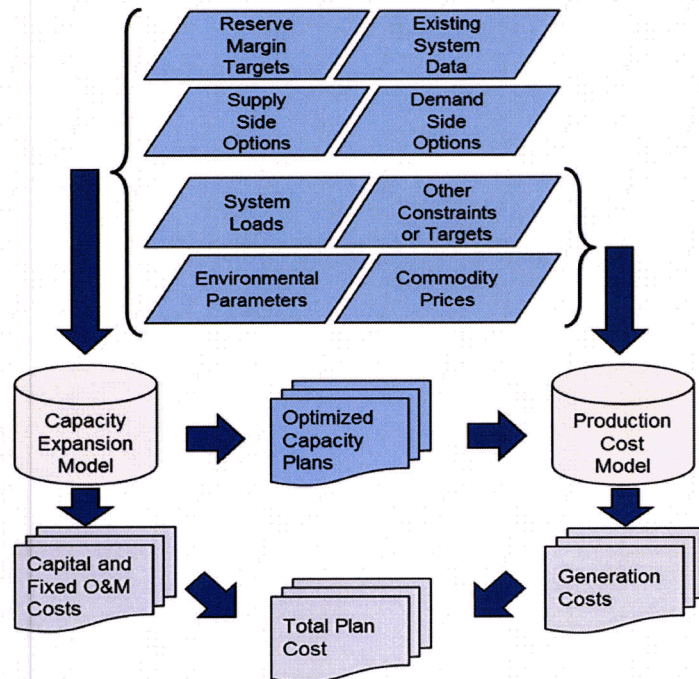 Reserve
Margin
Targets
Existing
System
Data
Supply
Side
Options
Demand
Side
Options
System
Loads
Other
Constraints
or Targets
Environmental
Parameters
Commodity
Prices
Capacity
Expansion
Model
Optimized
Capacity
Plans
Production
Cost
Model
Capital and
Fixed O&M
Costs
Total Plan
Cost
Generation
Costs